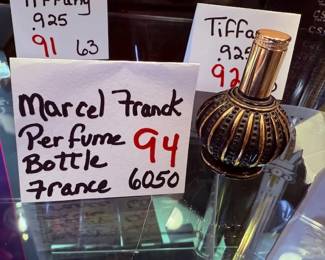 Tiffany
.925
91 63
Tiffa
.925
92
Marcel Franck
Perfume 94
Bottle
France 6050